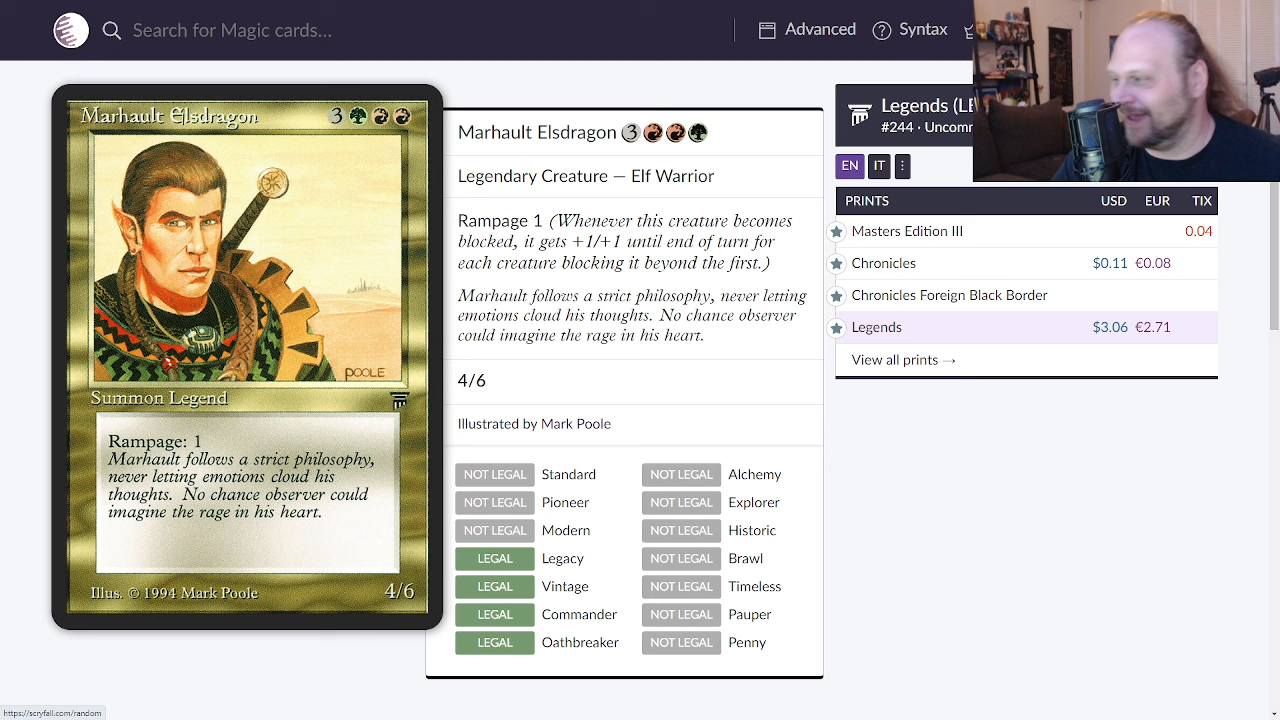 Search for Magic cards…
Advanced
Syntax
Marhault Elsdragon 3
POOLE
Summon Legend
Rampage: 1
Marhault follows a strict philosophy,
never letting emotions cloud his
thoughts. No chance observer could
imagine the rage in his heart.
Illus. © 1994 Mark Poole 4/6
Marhault Elsdragon 3
Legendary Creature — Elf Warrior
Rampage 1 (Whenever this creature becomes
blocked, it gets +1/+1 until end of turn for
each creature blocking it beyond the first.)
Marhault follows a strict philosophy, never letting
emotions cloud his thoughts. No chance observer
could imagine the rage in his heart.
4/6
Illustrated by Mark Poole
NOT LEGAL Standard NOT LEGAL Alchemy
NOT LEGAL Pioneer NOT LEGAL Explorer
NOT LEGAL Modern NOT LEGAL Historic
LEGAL Legacy NOT LEGAL Brawl
LEGAL Vintage NOT LEGAL Timeless
LEGAL Commander NOT LEGAL Pauper
LEGAL Oathbreaker NOT LEGAL Penny
Legends (LE
#244 · Uncomm
EN IT
PRINTS USD EUR TIX
Masters Edition III 0.04
Chronicles $0.11 €0.08
Chronicles Foreign Black Border
Legends $3.06 €2.71
View all prints →
https://scryfall.com/random